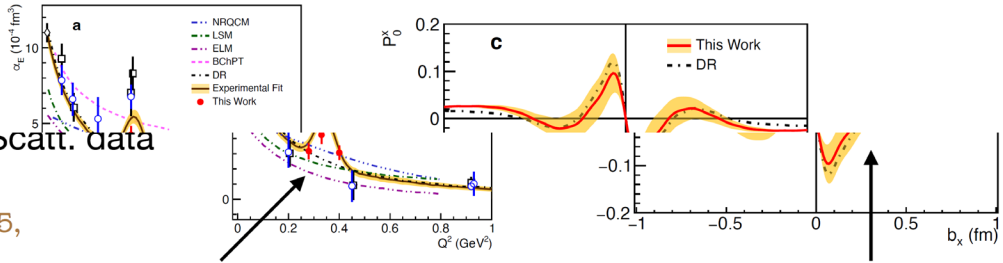 a
α_E (10⁻⁴ fm³)
10
5
0
NRQCM
LSM
ELM
BChPT
DR
Experimental Fit
This Work
Scatt. data
5,
0
0.2
0.4
0.6
0.8
1
Q² (GeV²)
c
P₀ˣ
0.2
0.1
0
−0.1
−0.2
This Work
DR
−1
−0.5
0
0.5
1
b_x (fm)